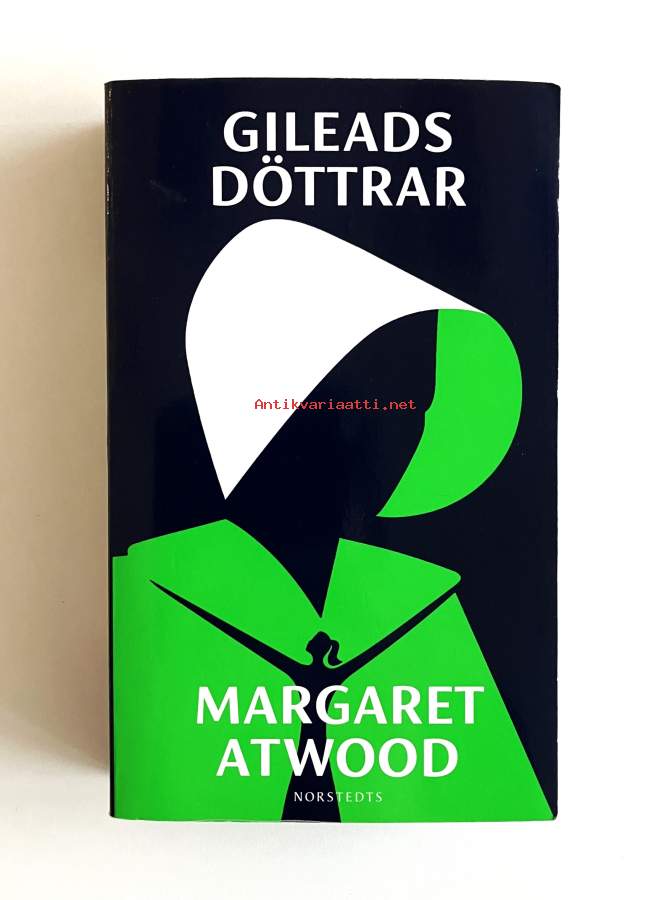 GILEADS
DÖTTRAR
Antikvariaatti.net
MARGARET
ATWOOD
NORSTEDTS